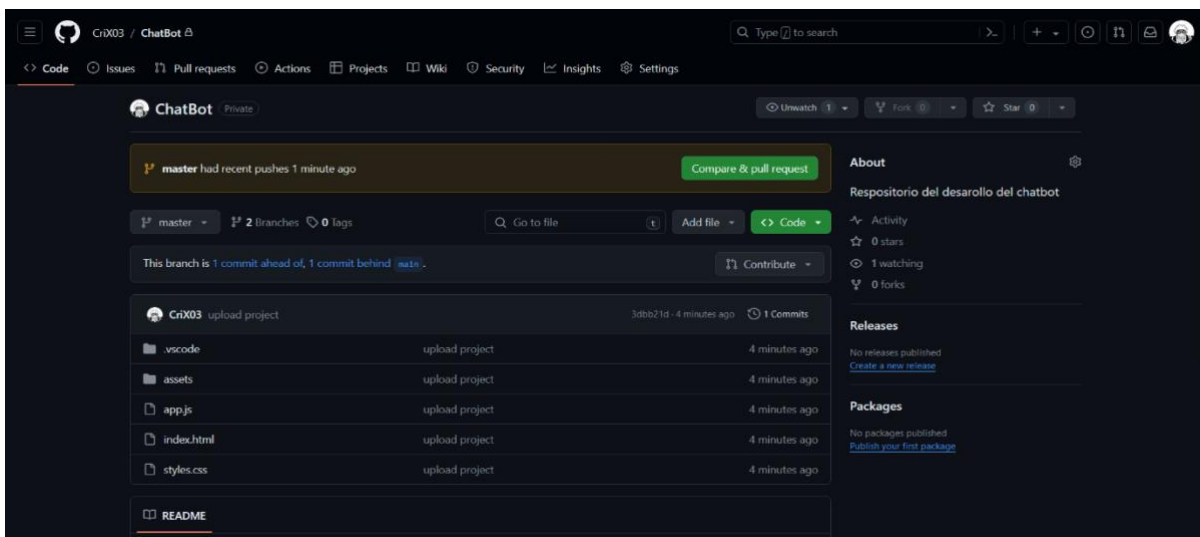 CriX03 / ChatBot Type / to search
Code Issues Pull requests Actions Projects Wiki Security Insights Settings
ChatBot Private Unwatch 1 Fork 0 Star 0
master had recent pushes 1 minute ago Compare & pull request
master 2 Branches 0 Tags Go to file t Add file Code
This branch is 1 commit ahead of, 1 commit behind main . Contribute
CriX03 upload project 3dbb21d · 4 minutes ago 1 Commits
.vscode upload project 4 minutes ago
assets upload project 4 minutes ago
app.js upload project 4 minutes ago
index.html upload project 4 minutes ago
styles.css upload project 4 minutes ago
README
About
Respositorio del desarollo del chatbot
Activity
0 stars
1 watching
0 forks
Releases
No releases published
Create a new release
Packages
No packages published
Publish your first package